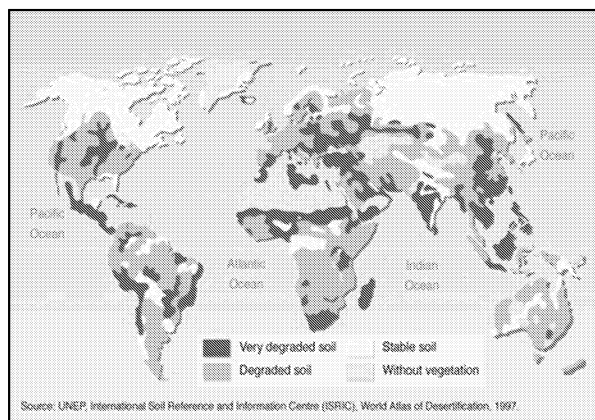 Pacific
Ocean
Pacific
Ocean
Atlantic
Ocean
Indian
Ocean
Very degraded soil
Stable soil
Degraded soil
Without vegetation
Source: UNEP, International Soil Reference and Information Centre (ISRIC), World Atlas of Desertification, 1997.